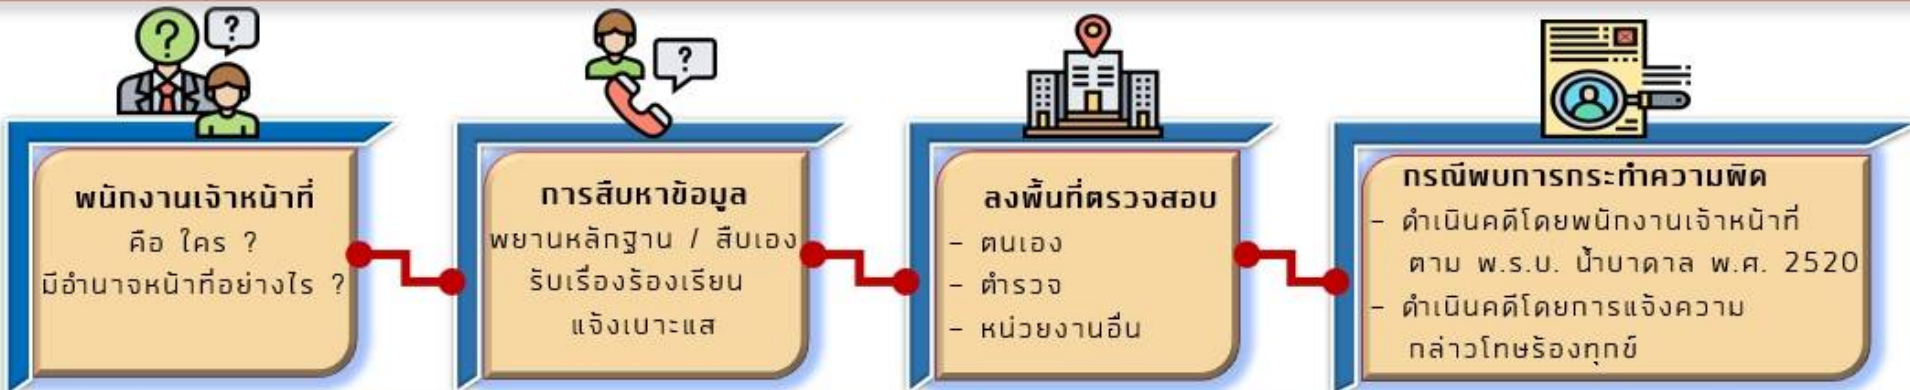 ?
?
พนักงานเจ้าหน้าที่
คือ ใคร ?
มีอำนาจหน้าที่อย่างไร ?
?
การสืบหาข้อมูล
พยานหลักฐาน / สืบเอง
รับเรื่องร้องเรียน
แจ้งเบาะแส
ลงพื้นที่ตรวจสอบ
– ตนเอง
– ตำรวจ
– หน่วยงานอื่น
กรณีพบการกระทำความผิด
– ดำเนินคดีโดยพนักงานเจ้าหน้าที่
ตาม พ.ร.บ. น้ำบาดาล พ.ศ. 2520
– ดำเนินคดีโดยการแจ้งความ
กล่าวโทษร้องทุกข์